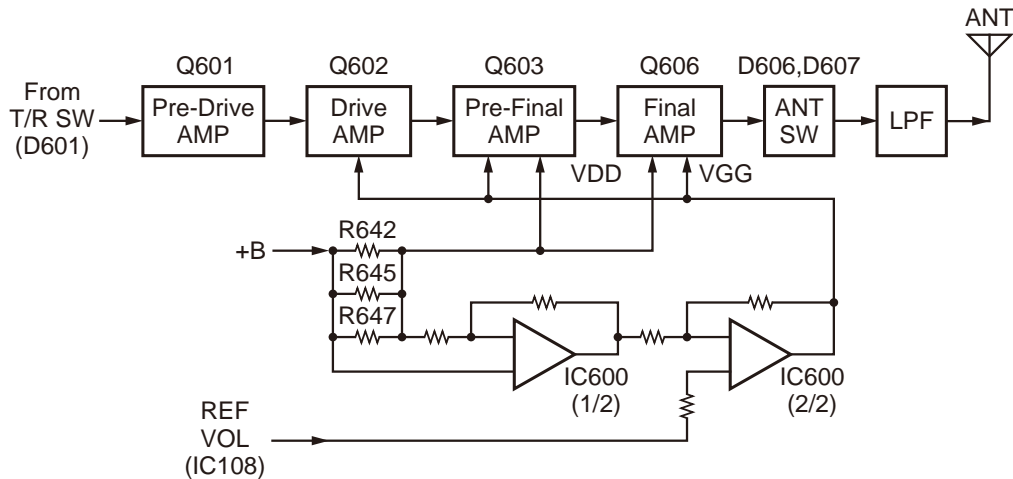 ANT
Q601
Q602
Q603
Q606
D606,D607
From
T/R SW
(D601)
Pre-Drive
AMP
Drive
AMP
Pre-Final
AMP
Final
AMP
ANT
SW
LPF
VDD
VGG
+B
R642
R645
R647
IC600
(1/2)
IC600
(2/2)
REF
VOL
(IC108)